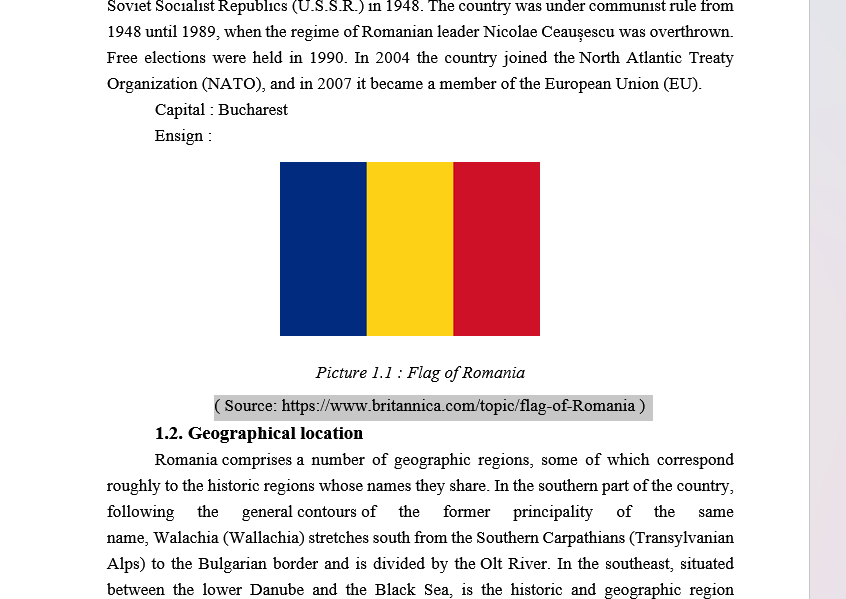 Soviet Socialist Republics (U.S.S.R.) in 1948. The country was under communist rule from
1948 until 1989, when the regime of Romanian leader Nicolae Ceaușescu was overthrown.
Free elections were held in 1990. In 2004 the country joined the North Atlantic Treaty
Organization (NATO), and in 2007 it became a member of the European Union (EU).
Capital : Bucharest
Ensign :
Picture 1.1 : Flag of Romania
( Source: https://www.britannica.com/topic/flag-of-Romania )
1.2. Geographical location
Romania comprises a number of geographic regions, some of which correspond
roughly to the historic regions whose names they share. In the southern part of the country,
following the general contours of the former principality of the same
name, Walachia (Wallachia) stretches south from the Southern Carpathians (Transylvanian
Alps) to the Bulgarian border and is divided by the Olt River. In the southeast, situated
between the lower Danube and the Black Sea, is the historic and geographic region